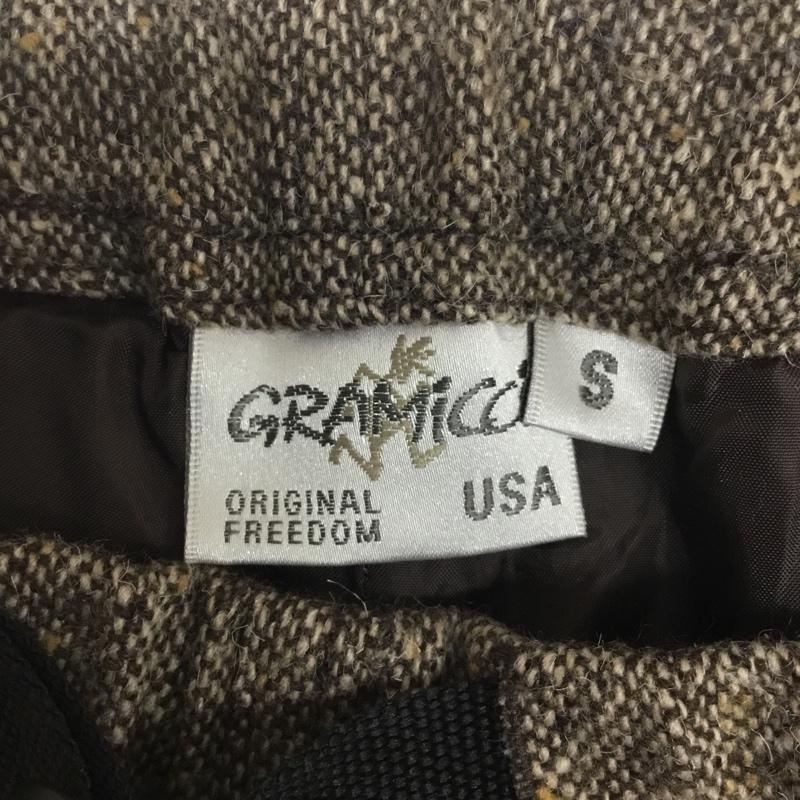 GRAMICCi
S
ORIGINAL
FREEDOM
USA